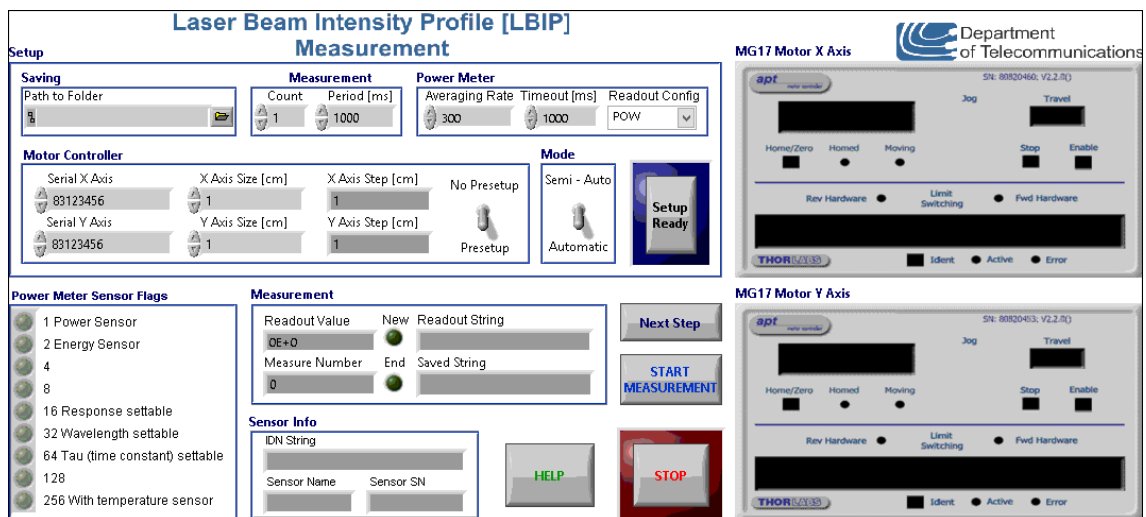 Laser Beam Intensity Profile [LBIP]
Measurement
Department
of Telecommunications
Setup
Saving
Path to Folder
Measurement
Count Period [ms]
1 1000
Power Meter
Averaging Rate Timeout [ms] Readout Config
300 1000 POW
Motor Controller
Serial X Axis X Axis Size [cm] X Axis Step [cm]
83123456 1 1
Serial Y Axis Y Axis Size [cm] Y Axis Step [cm]
83123456 1 1
No Presetup
Presetup
Mode
Semi - Auto
Automatic
Setup
Ready
MG17 Motor X Axis
apt
motor controller
SN: 80820460; V2.2.0()
Jog Travel
Home/Zero Homed Moving Stop Enable
Rev Hardware Limit Switching Fwd Hardware
THORLABS Ident Active Error
Power Meter Sensor Flags
1 Power Sensor
2 Energy Sensor
4
8
16 Response settable
32 Wavelength settable
64 Tau (time constant) settable
128
256 With temperature sensor
Measurement
Readout Value New Readout String
0E+0
Measure Number End Saved String
0
Sensor Info
IDN String
Sensor Name Sensor SN
Next Step
START
MEASUREMENT
HELP
STOP
MG17 Motor Y Axis
apt
motor controller
SN: 80820453; V2.2.0()
Jog Travel
Home/Zero Homed Moving Stop Enable
Rev Hardware Limit Switching Fwd Hardware
THORLABS Ident Active Error